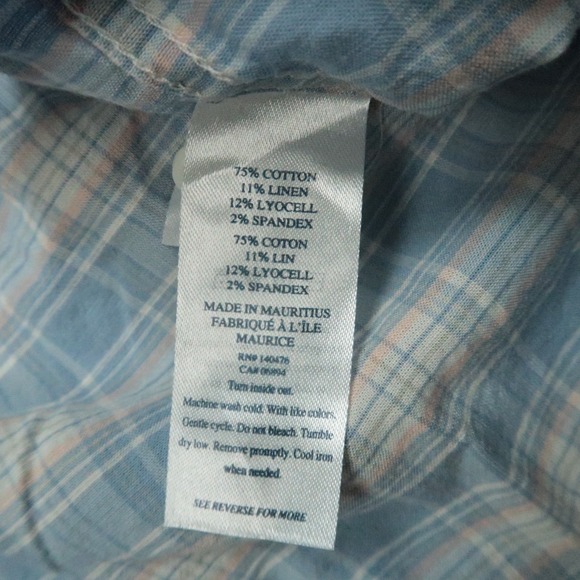 75% COTTON
11% LINEN
12% LYOCELL
2% SPANDEX
75% COTON
11% LIN
12% LYOCELL
2% SPANDEX
MADE IN MAURITIUS
FABRIQUÉ À L'ÎLE
MAURICE
RN# 140476
CA# 06894
Turn inside out.
Machine wash cold. With like colors.
Gentle cycle. Do not bleach. Tumble
dry low. Remove promptly. Cool iron
when needed.
SEE REVERSE FOR MORE